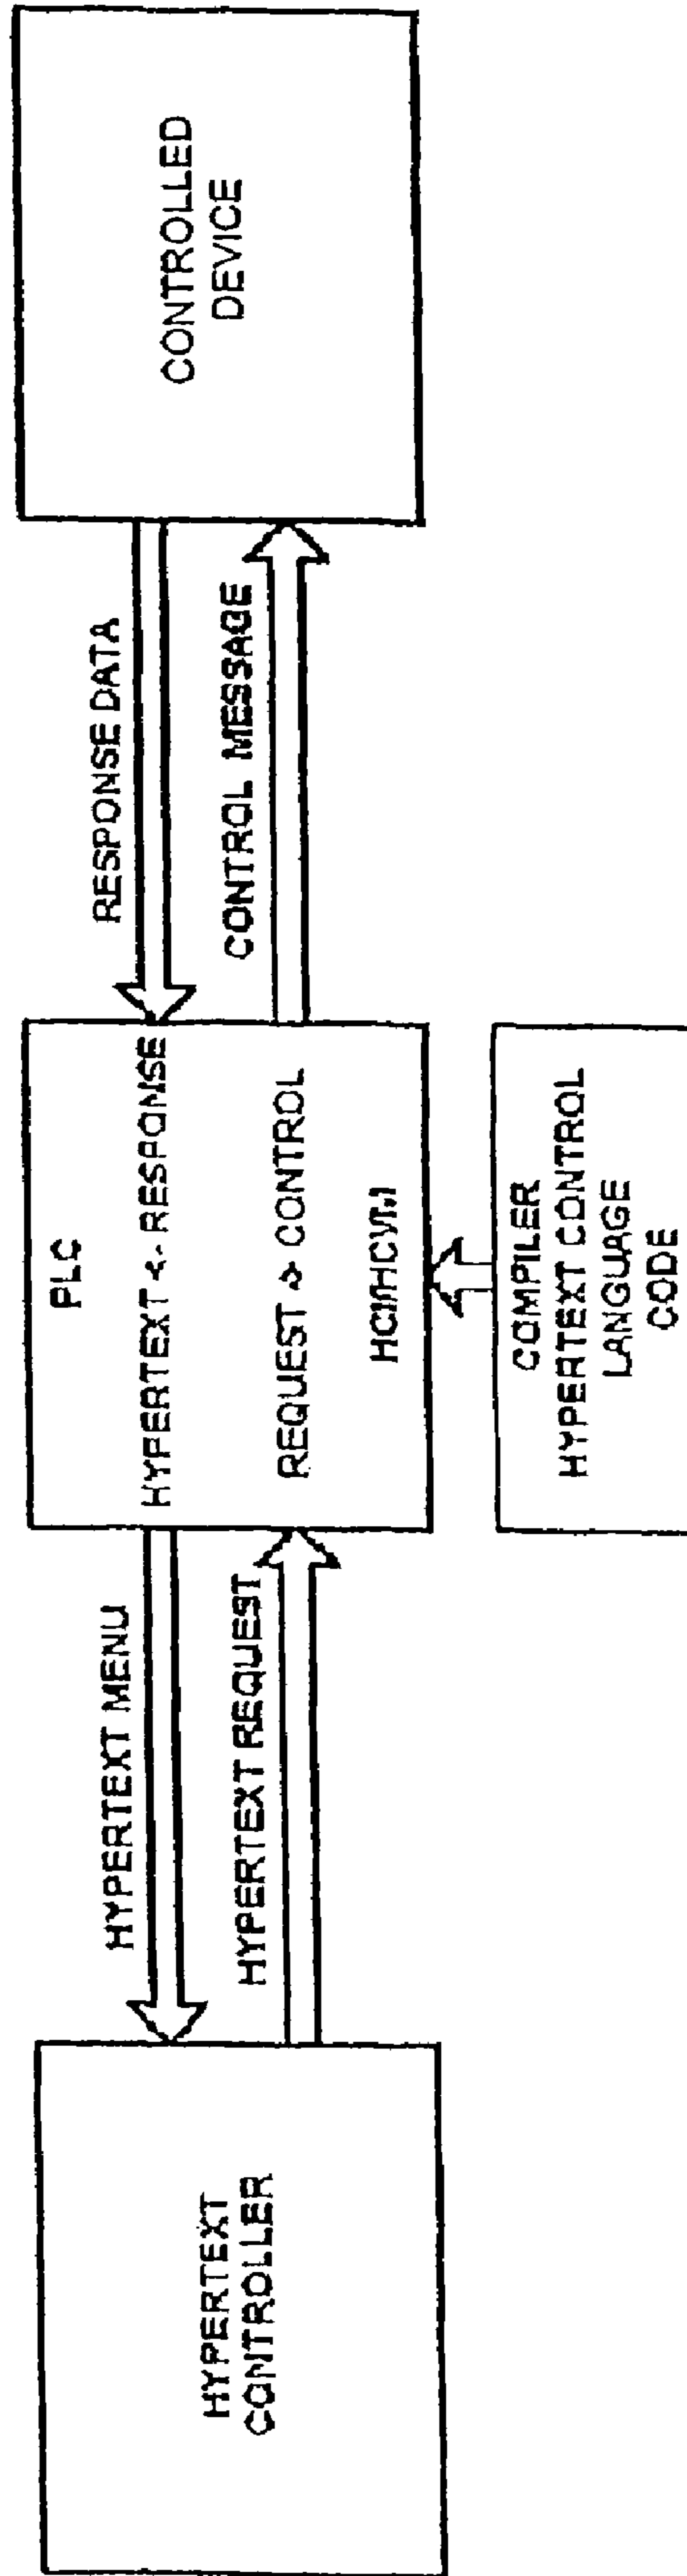 HYPERTEXT
CONTROLLER
HYPERTEXT MENU
HYPERTEXT REQUEST
PLC
HYPERTEXT <- RESPONSE
REQUEST -> CONTROL
RESPONSE DATA
CONTROL MESSAGE
CONTROLLED
DEVICE
COMPILER
HYPERTEXT CONTROL
LANGUAGE
CODE